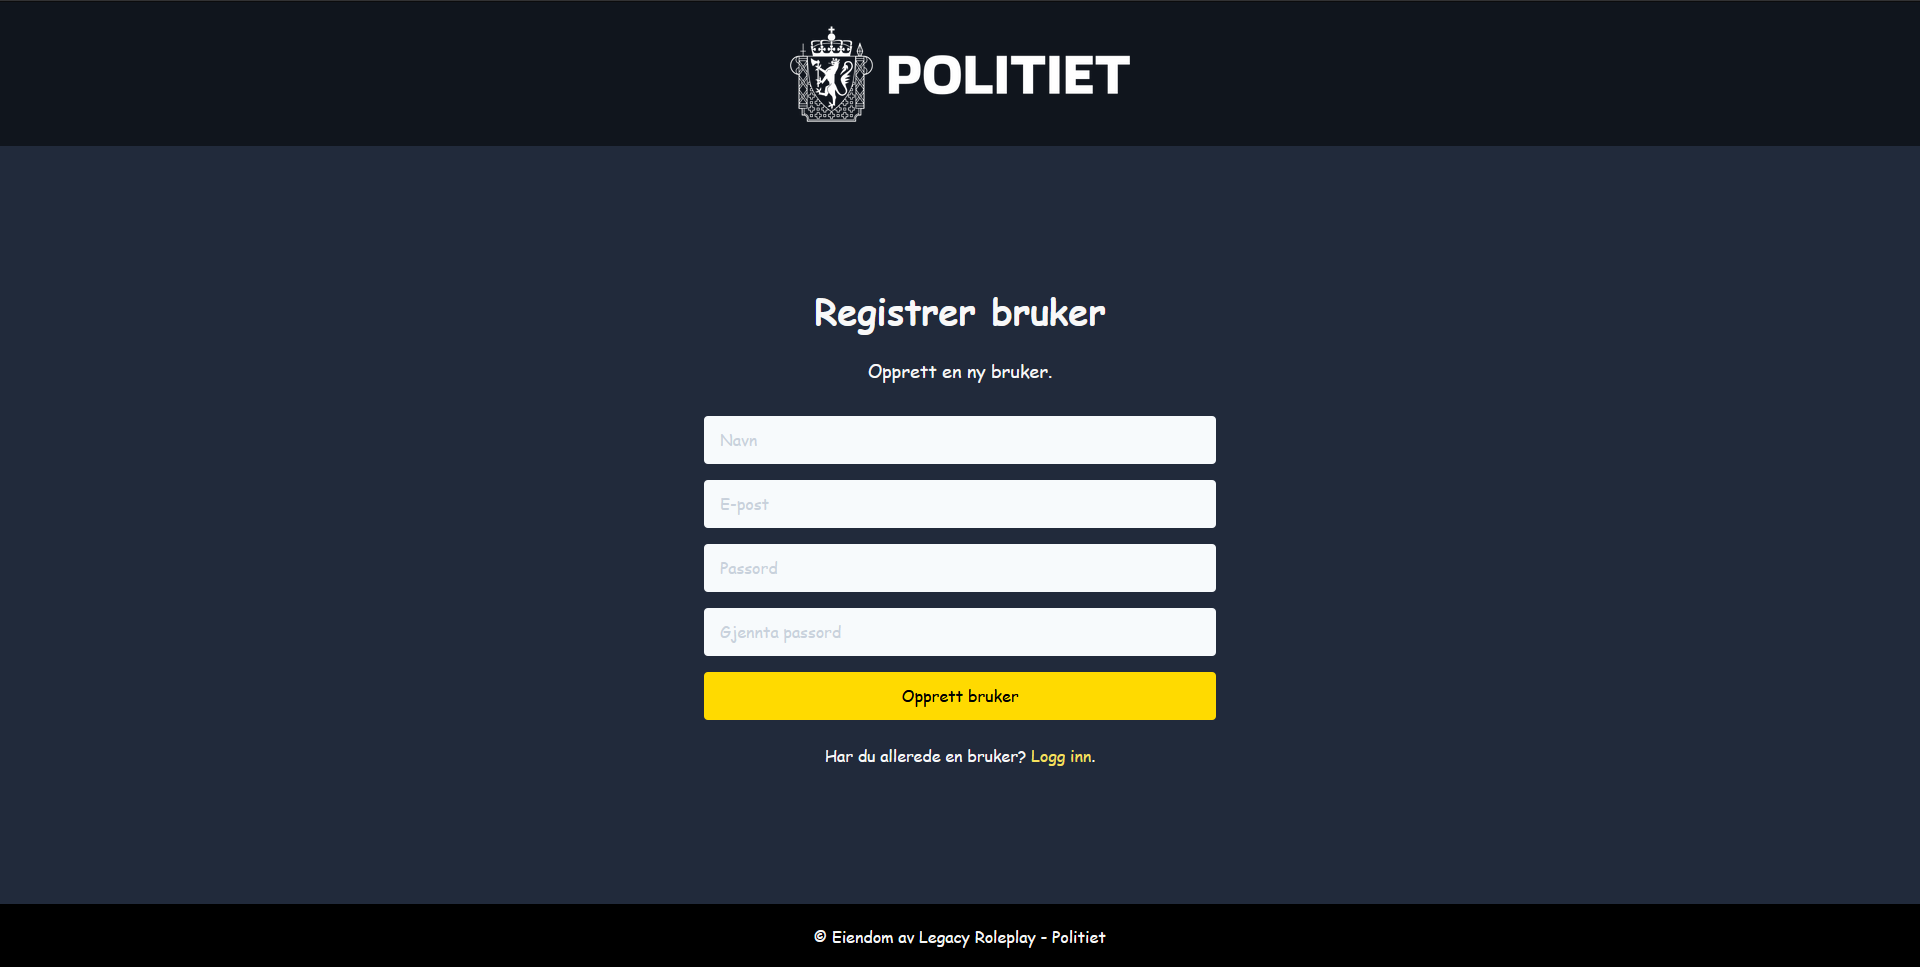 POLITIET
Registrer bruker
Opprett en ny bruker.
Navn
E-post
Passord
Gjennta passord
Opprett bruker
Har du allerede en bruker? Logg inn.
© Eiendom av Legacy Roleplay - Politiet